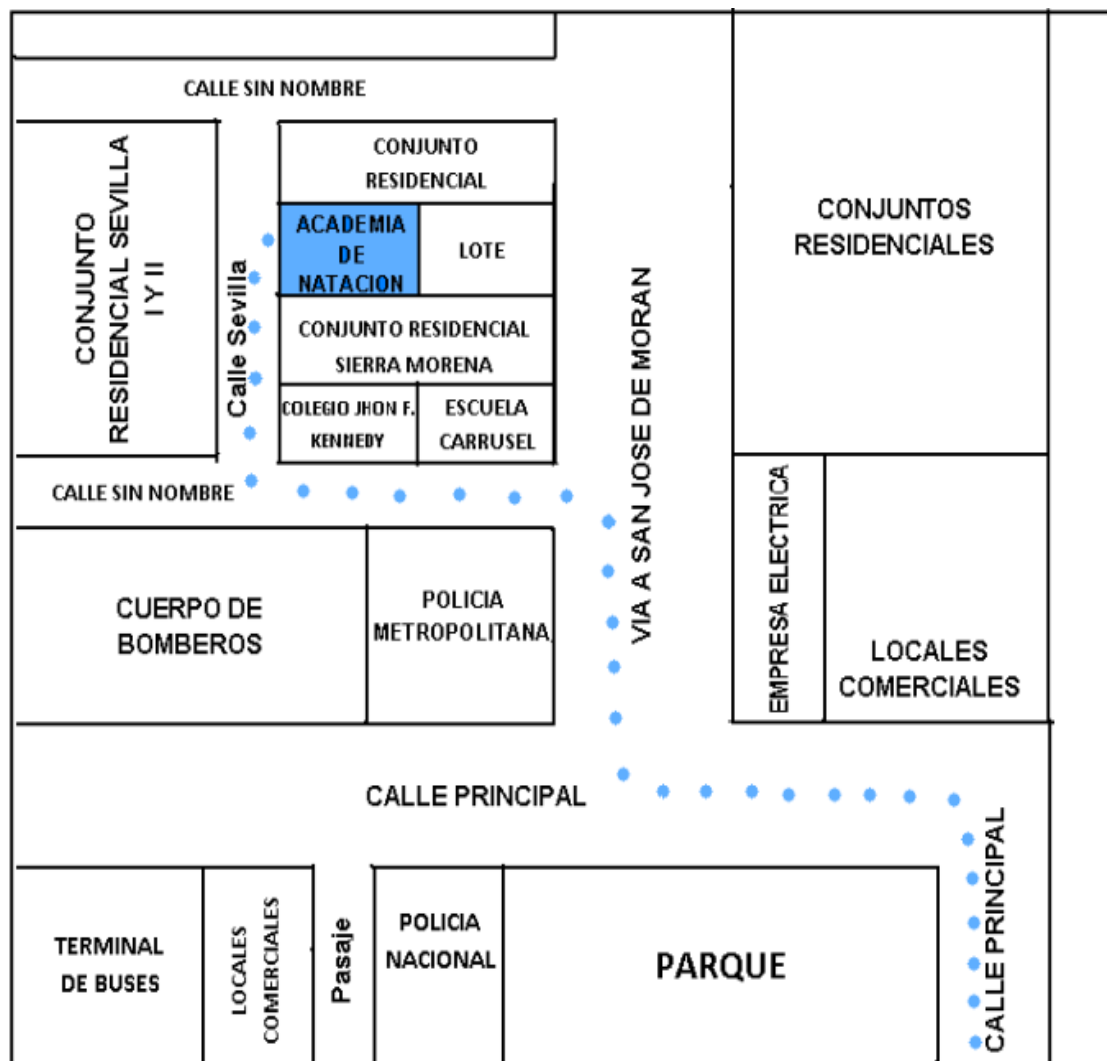 CALLE SIN NOMBRE
CONJUNTO
RESIDENCIAL SEVILLA
I Y II
Calle Sevilla
CONJUNTO
RESIDENCIAL
ACADEMIA
DE
NATACION
LOTE
CONJUNTO RESIDENCIAL
SIERRA MORENA
COLEGIO JHON F.
KENNEDY
ESCUELA
CARRUSEL
VIA A SAN JOSE DE MORAN
CONJUNTOS
RESIDENCIALES
CALLE SIN NOMBRE
CUERPO DE
BOMBEROS
POLICIA
METROPOLITANA
EMPRESA ELECTRICA
LOCALES
COMERCIALES
CALLE PRINCIPAL
CALLE PRINCIPAL
TERMINAL
DE BUSES
LOCALES
COMERCIALES
Pasaje
POLICIA
NACIONAL
PARQUE